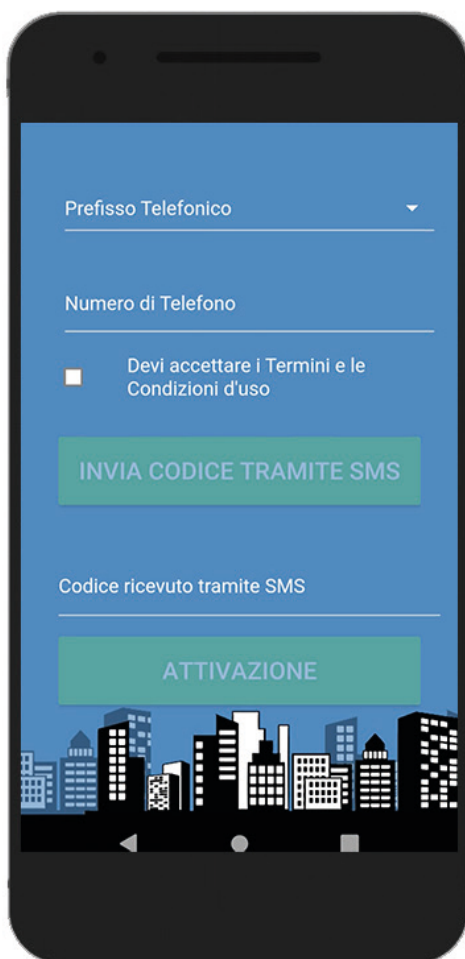 Prefisso Telefonico
Numero di Telefono
Devi accettare i Termini e le
Condizioni d'uso
INVIA CODICE TRAMITE SMS
Codice ricevuto tramite SMS
ATTIVAZIONE